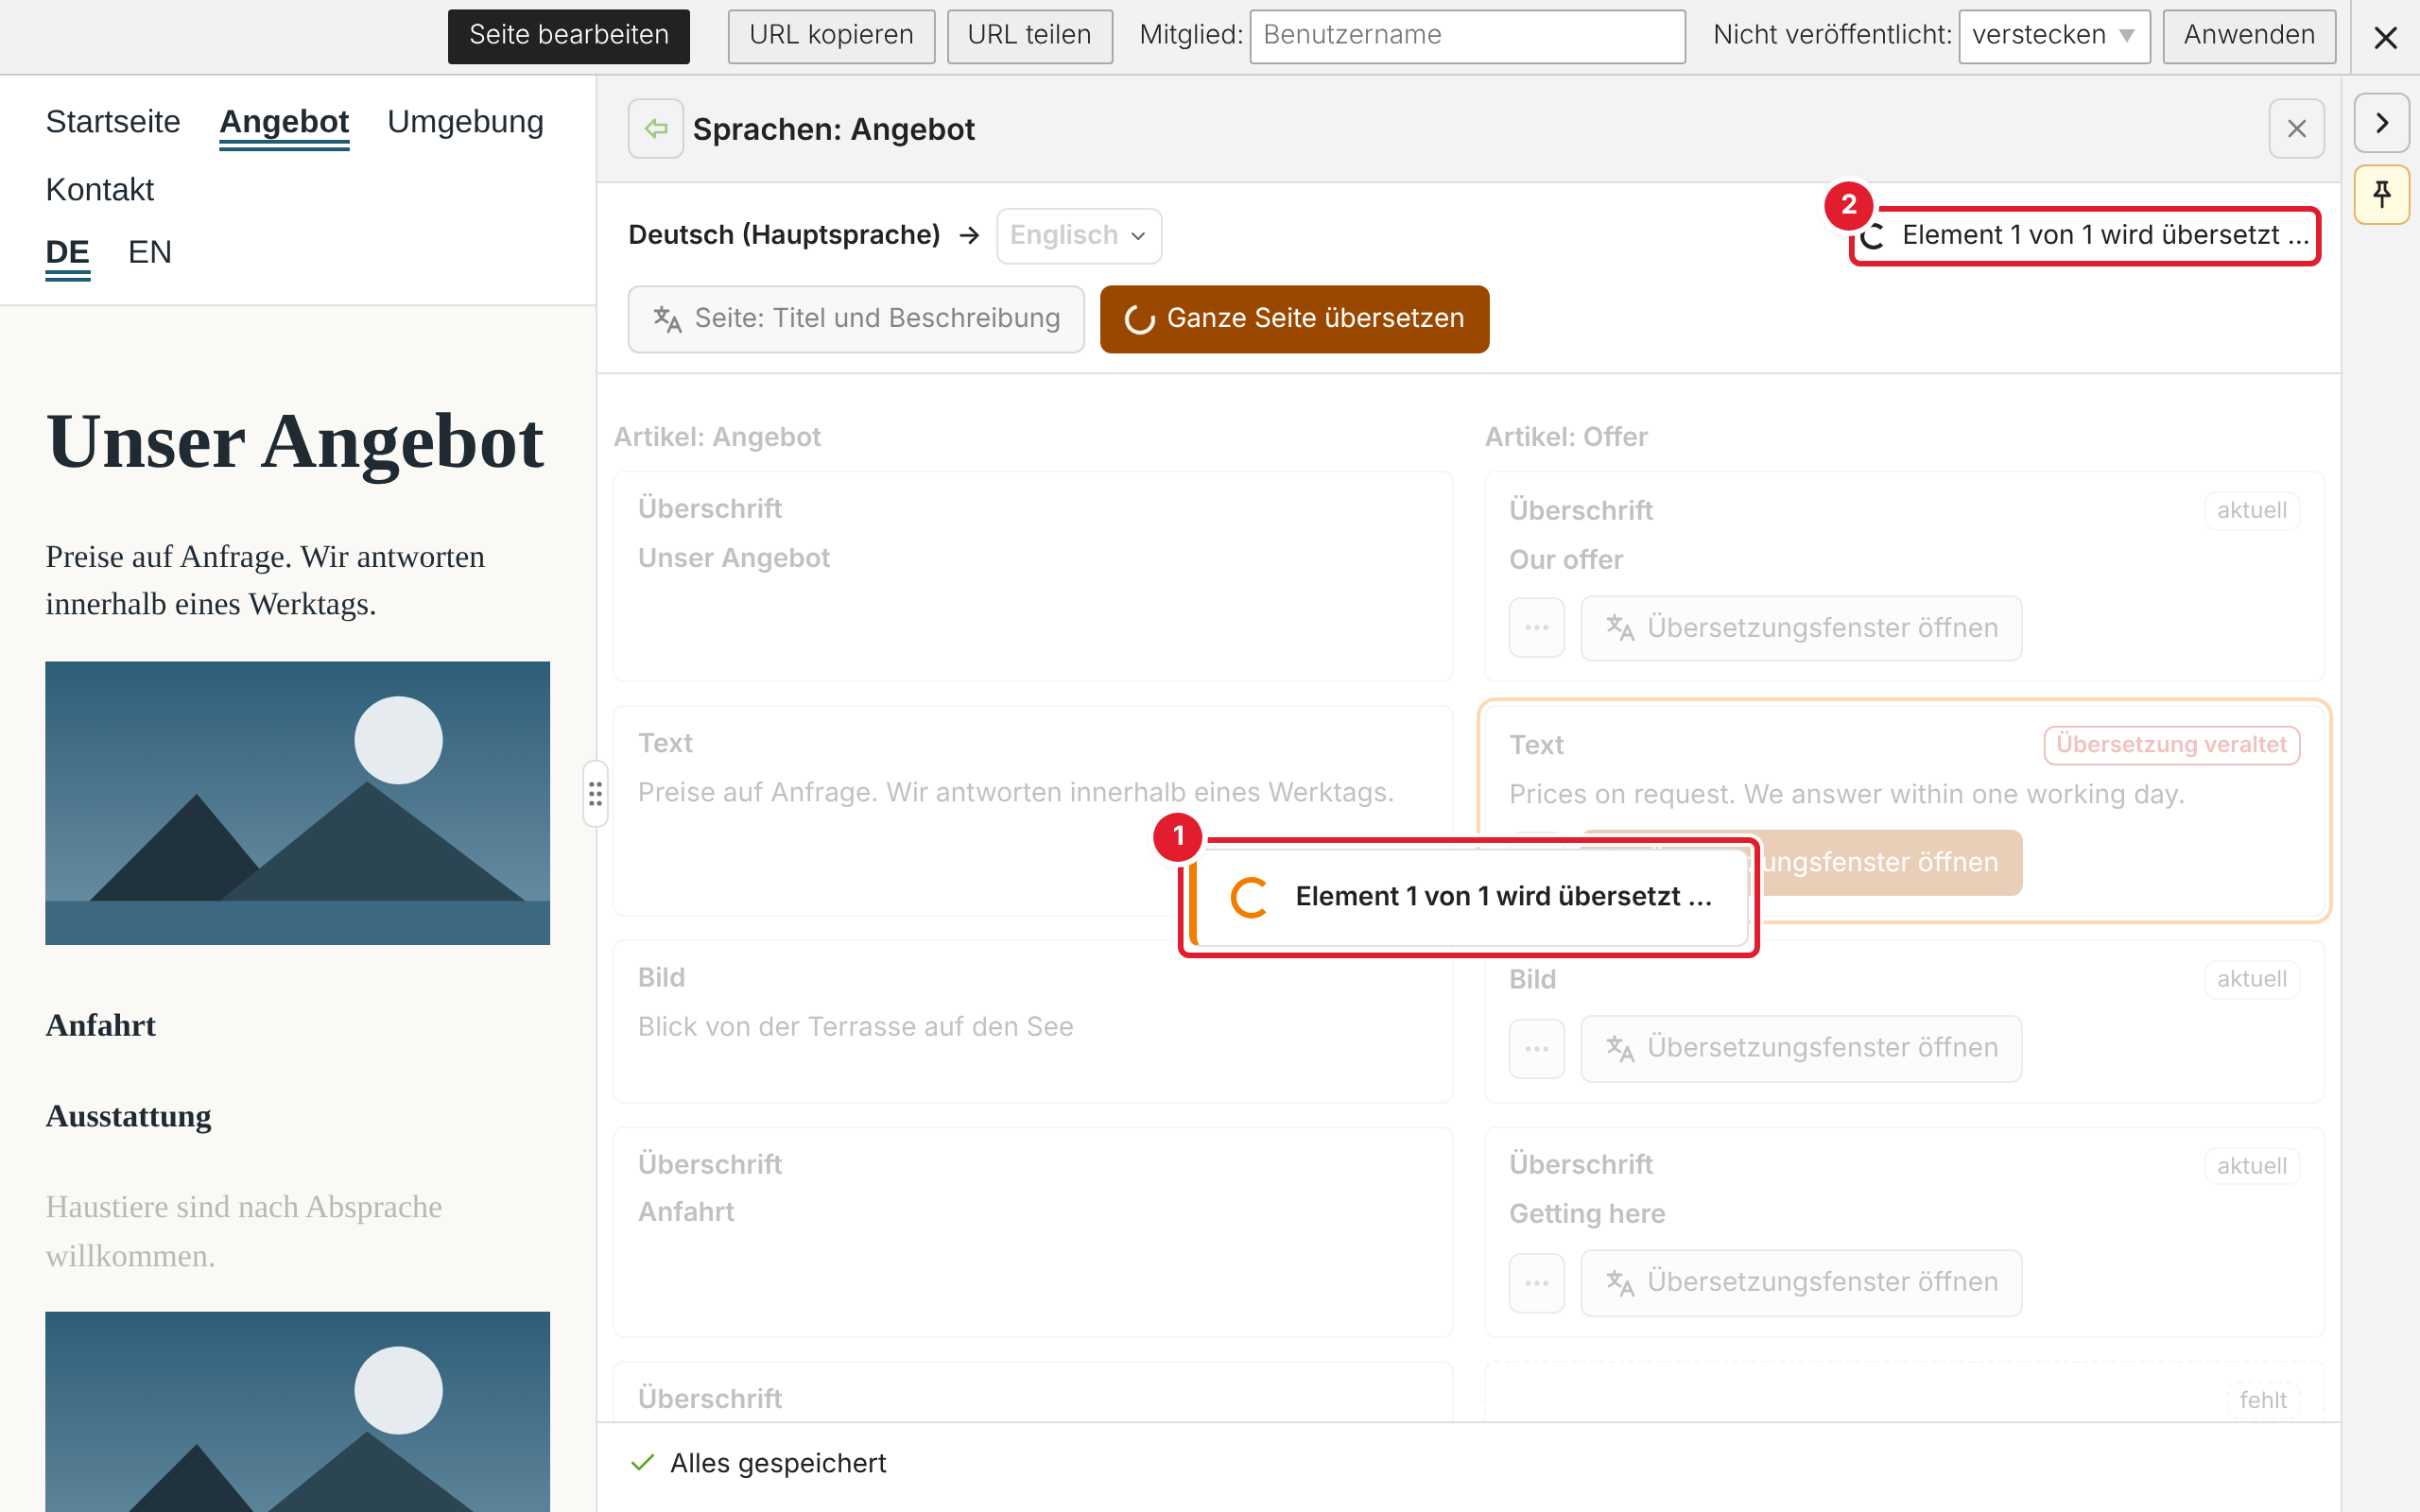 Seite bearbeiten URL kopieren URL teilen Mitglied: Benutzername Nicht veröffentlicht: verstecken Anwenden
Startseite Angebot Umgebung
Kontakt
DE EN
Unser Angebot
Preise auf Anfrage. Wir antworten
innerhalb eines Werktags.
Anfahrt
Ausstattung
Haustiere sind nach Absprache
willkommen.
Sprachen: Angebot
Deutsch (Hauptsprache) → Englisch
2
Element 1 von 1 wird übersetzt ...
Seite: Titel und Beschreibung Ganze Seite übersetzen
Artikel: Angebot Artikel: Offer
Überschrift
Unser Angebot
Überschrift aktuell
Our offer
Übersetzungsfenster öffnen
Text
Preise auf Anfrage. Wir antworten innerhalb eines Werktags.
Text Übersetzung veraltet
Prices on request. We answer within one working day.
ungsfenster öffnen
1
Element 1 von 1 wird übersetzt ...
Bild
Blick von der Terrasse auf den See
Bild aktuell
Übersetzungsfenster öffnen
Überschrift
Anfahrt
Überschrift aktuell
Getting here
Übersetzungsfenster öffnen
Überschrift
fehlt
Alles gespeichert